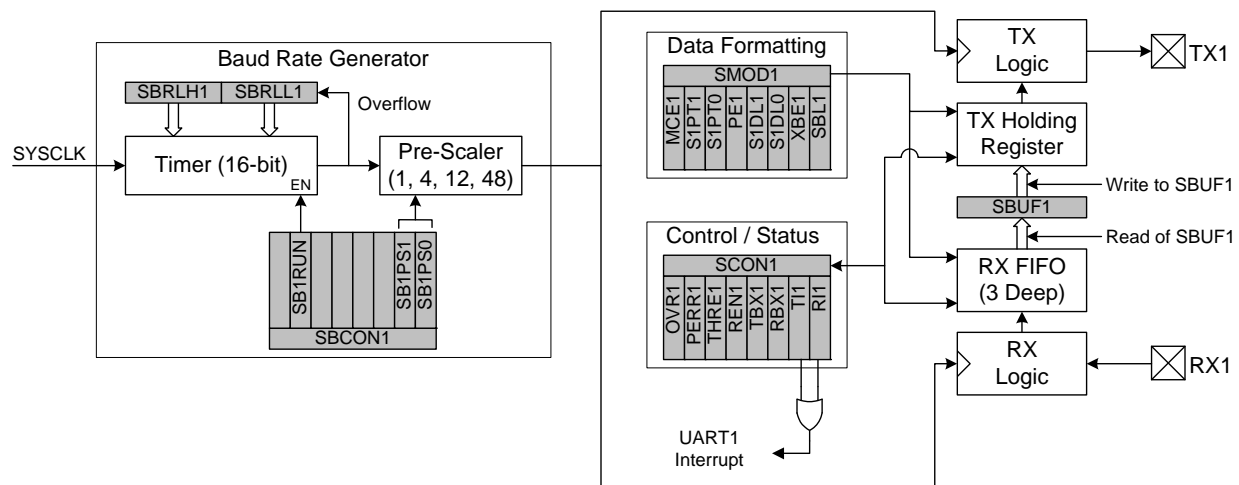 Baud Rate Generator
SBRLH1
SBRLL1
Overflow
SYSCLK
Timer (16-bit)
EN
Pre-Scaler
(1, 4, 12, 48)
SB1RUN
SB1PS1
SB1PS0
SBCON1
Data Formatting
SMOD1
MCE1
S1PT1
S1PT0
PE1
S1DL1
S1DL0
XBE1
SBL1
Control / Status
SCON1
OVR1
PERR1
THRE1
REN1
TBX1
RBX1
TI1
RI1
UART1
Interrupt
TX
Logic
TX1
TX Holding
Register
Write to SBUF1
SBUF1
Read of SBUF1
RX FIFO
(3 Deep)
RX
Logic
RX1